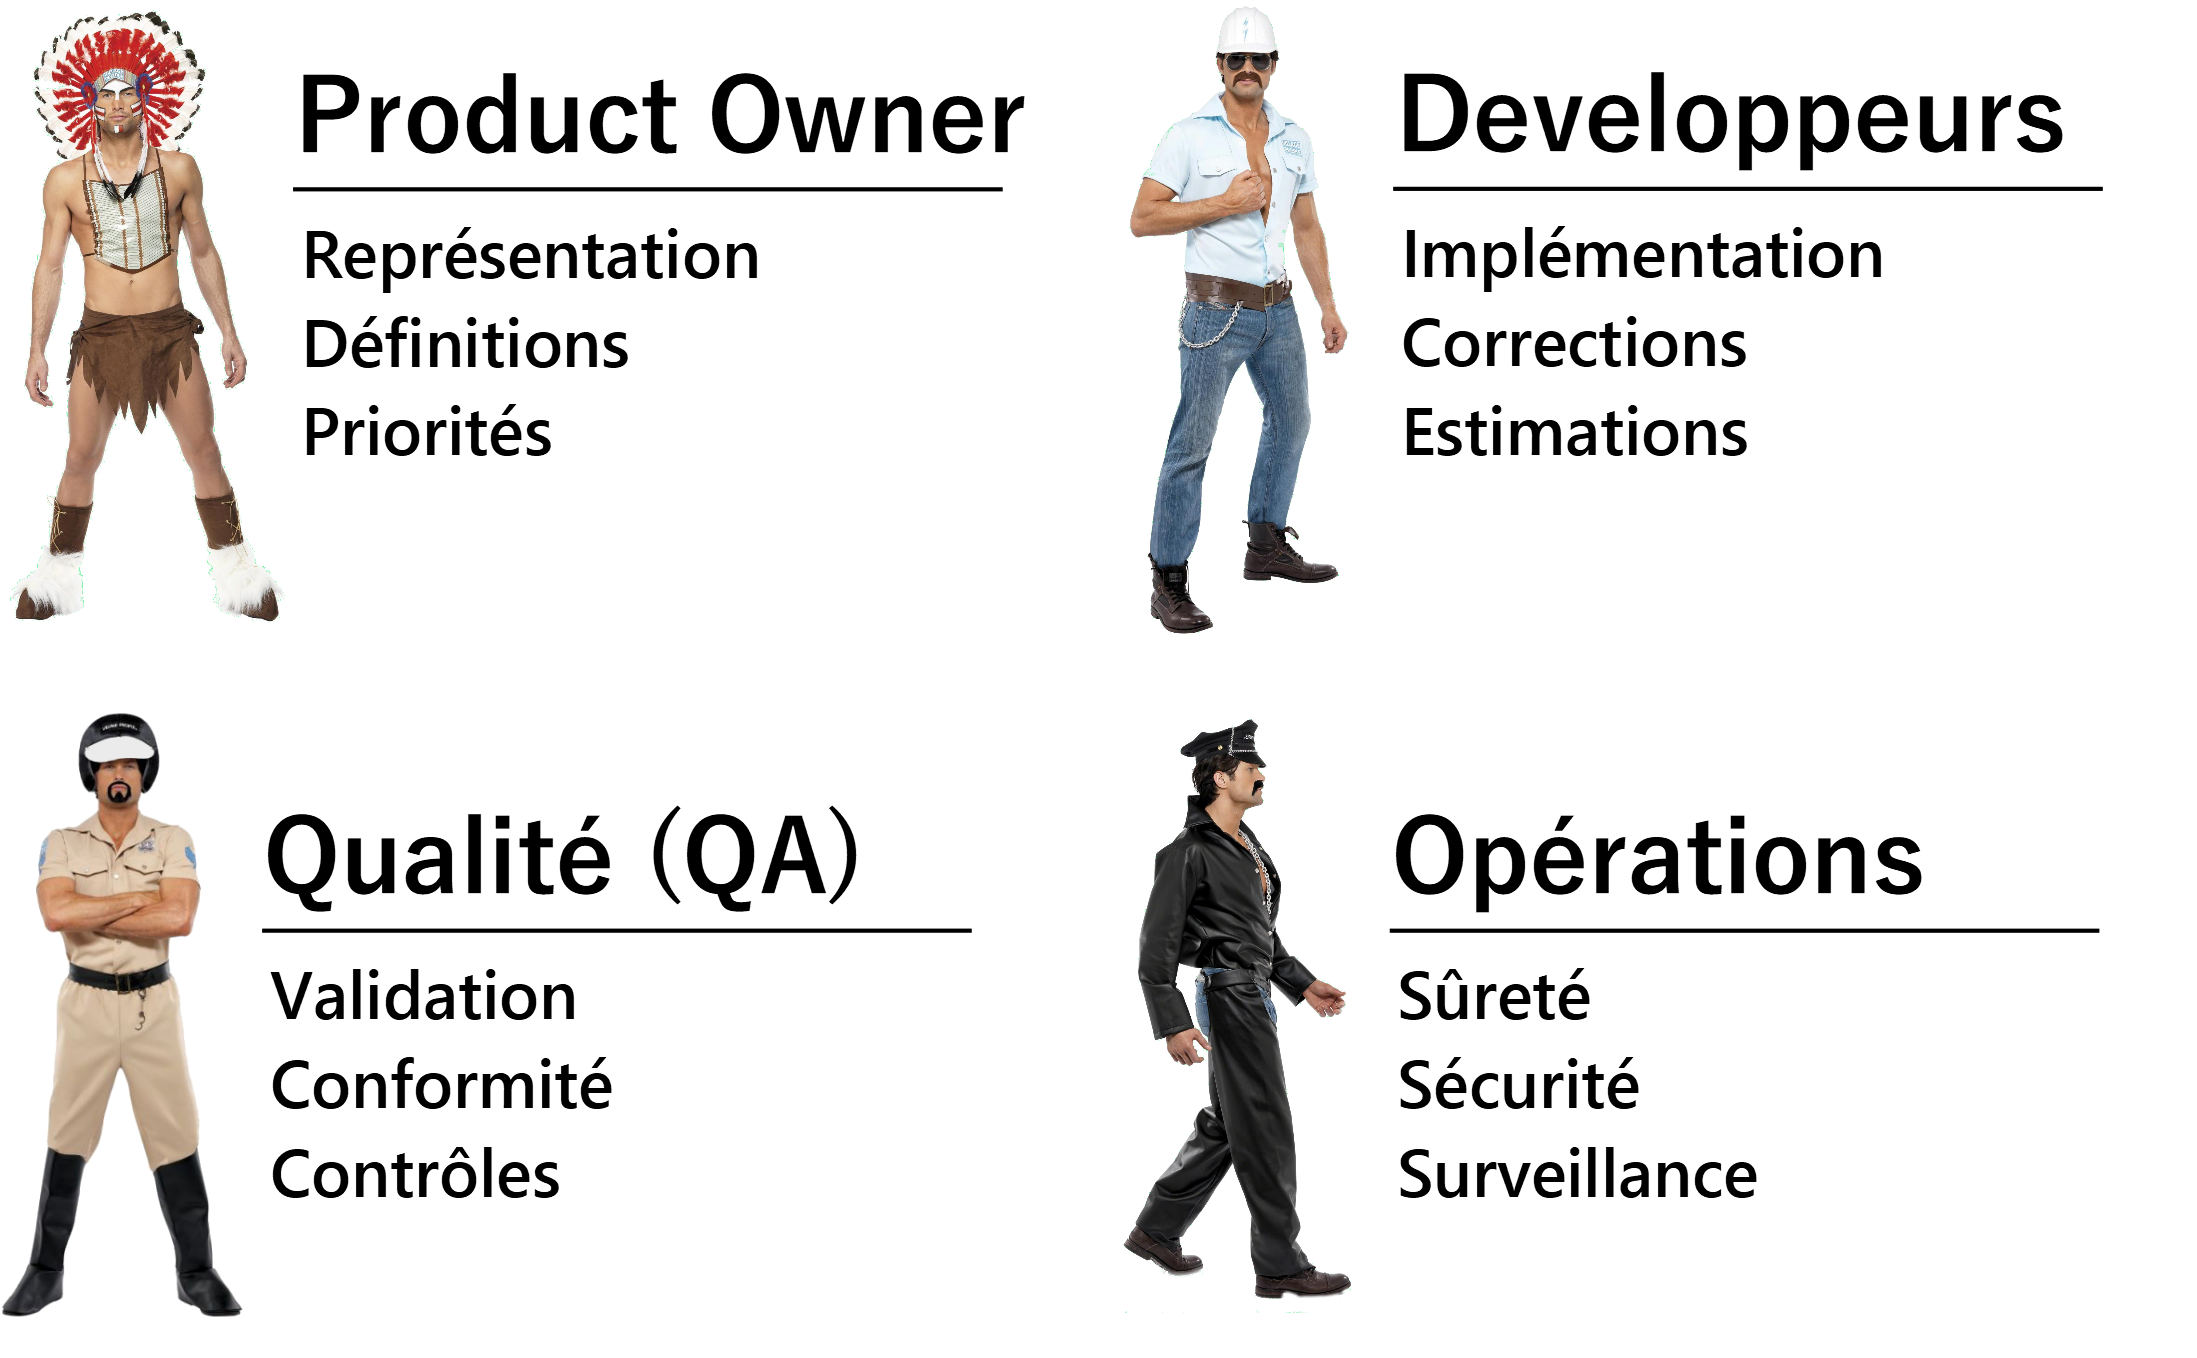 Product Owner
Représentation
Définitions
Priorités
Developpeurs
Implémentation
Corrections
Estimations
Qualité (QA)
Validation
Conformité
Contrôles
Opérations
Sûreté
Sécurité
Surveillance